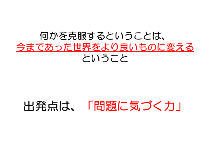 何かを克服するということは、
今まであった世界をより良いものに変える
ということ
出発点は、「問題に気づく力」